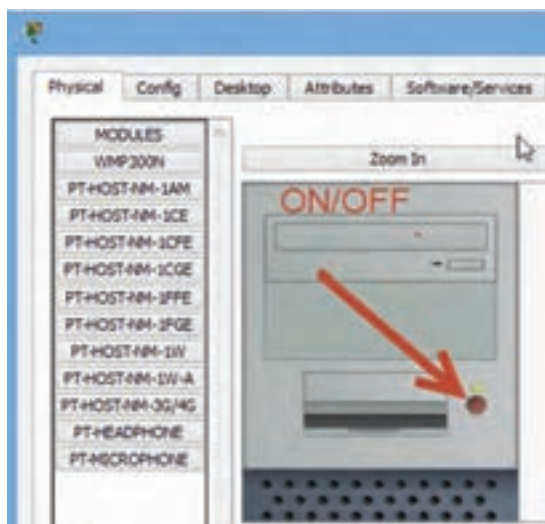 Physical Config Desktop Attributes Software/Services
MODULES
WMP300N
PT-HOST-NM-1AM
PT-HOST-NM-1CE
PT-HOST-NM-1CFE
PT-HOST-NM-1CGE
PT-HOST-NM-1FFE
PT-HOST-NM-1FGE
PT-HOST-NM-1W
PT-HOST-NM-1W-A
PT-HOST-NM-3G/4G
PT-HEADPHONE
PT-MICROPHONE
Zoom In
ON/OFF